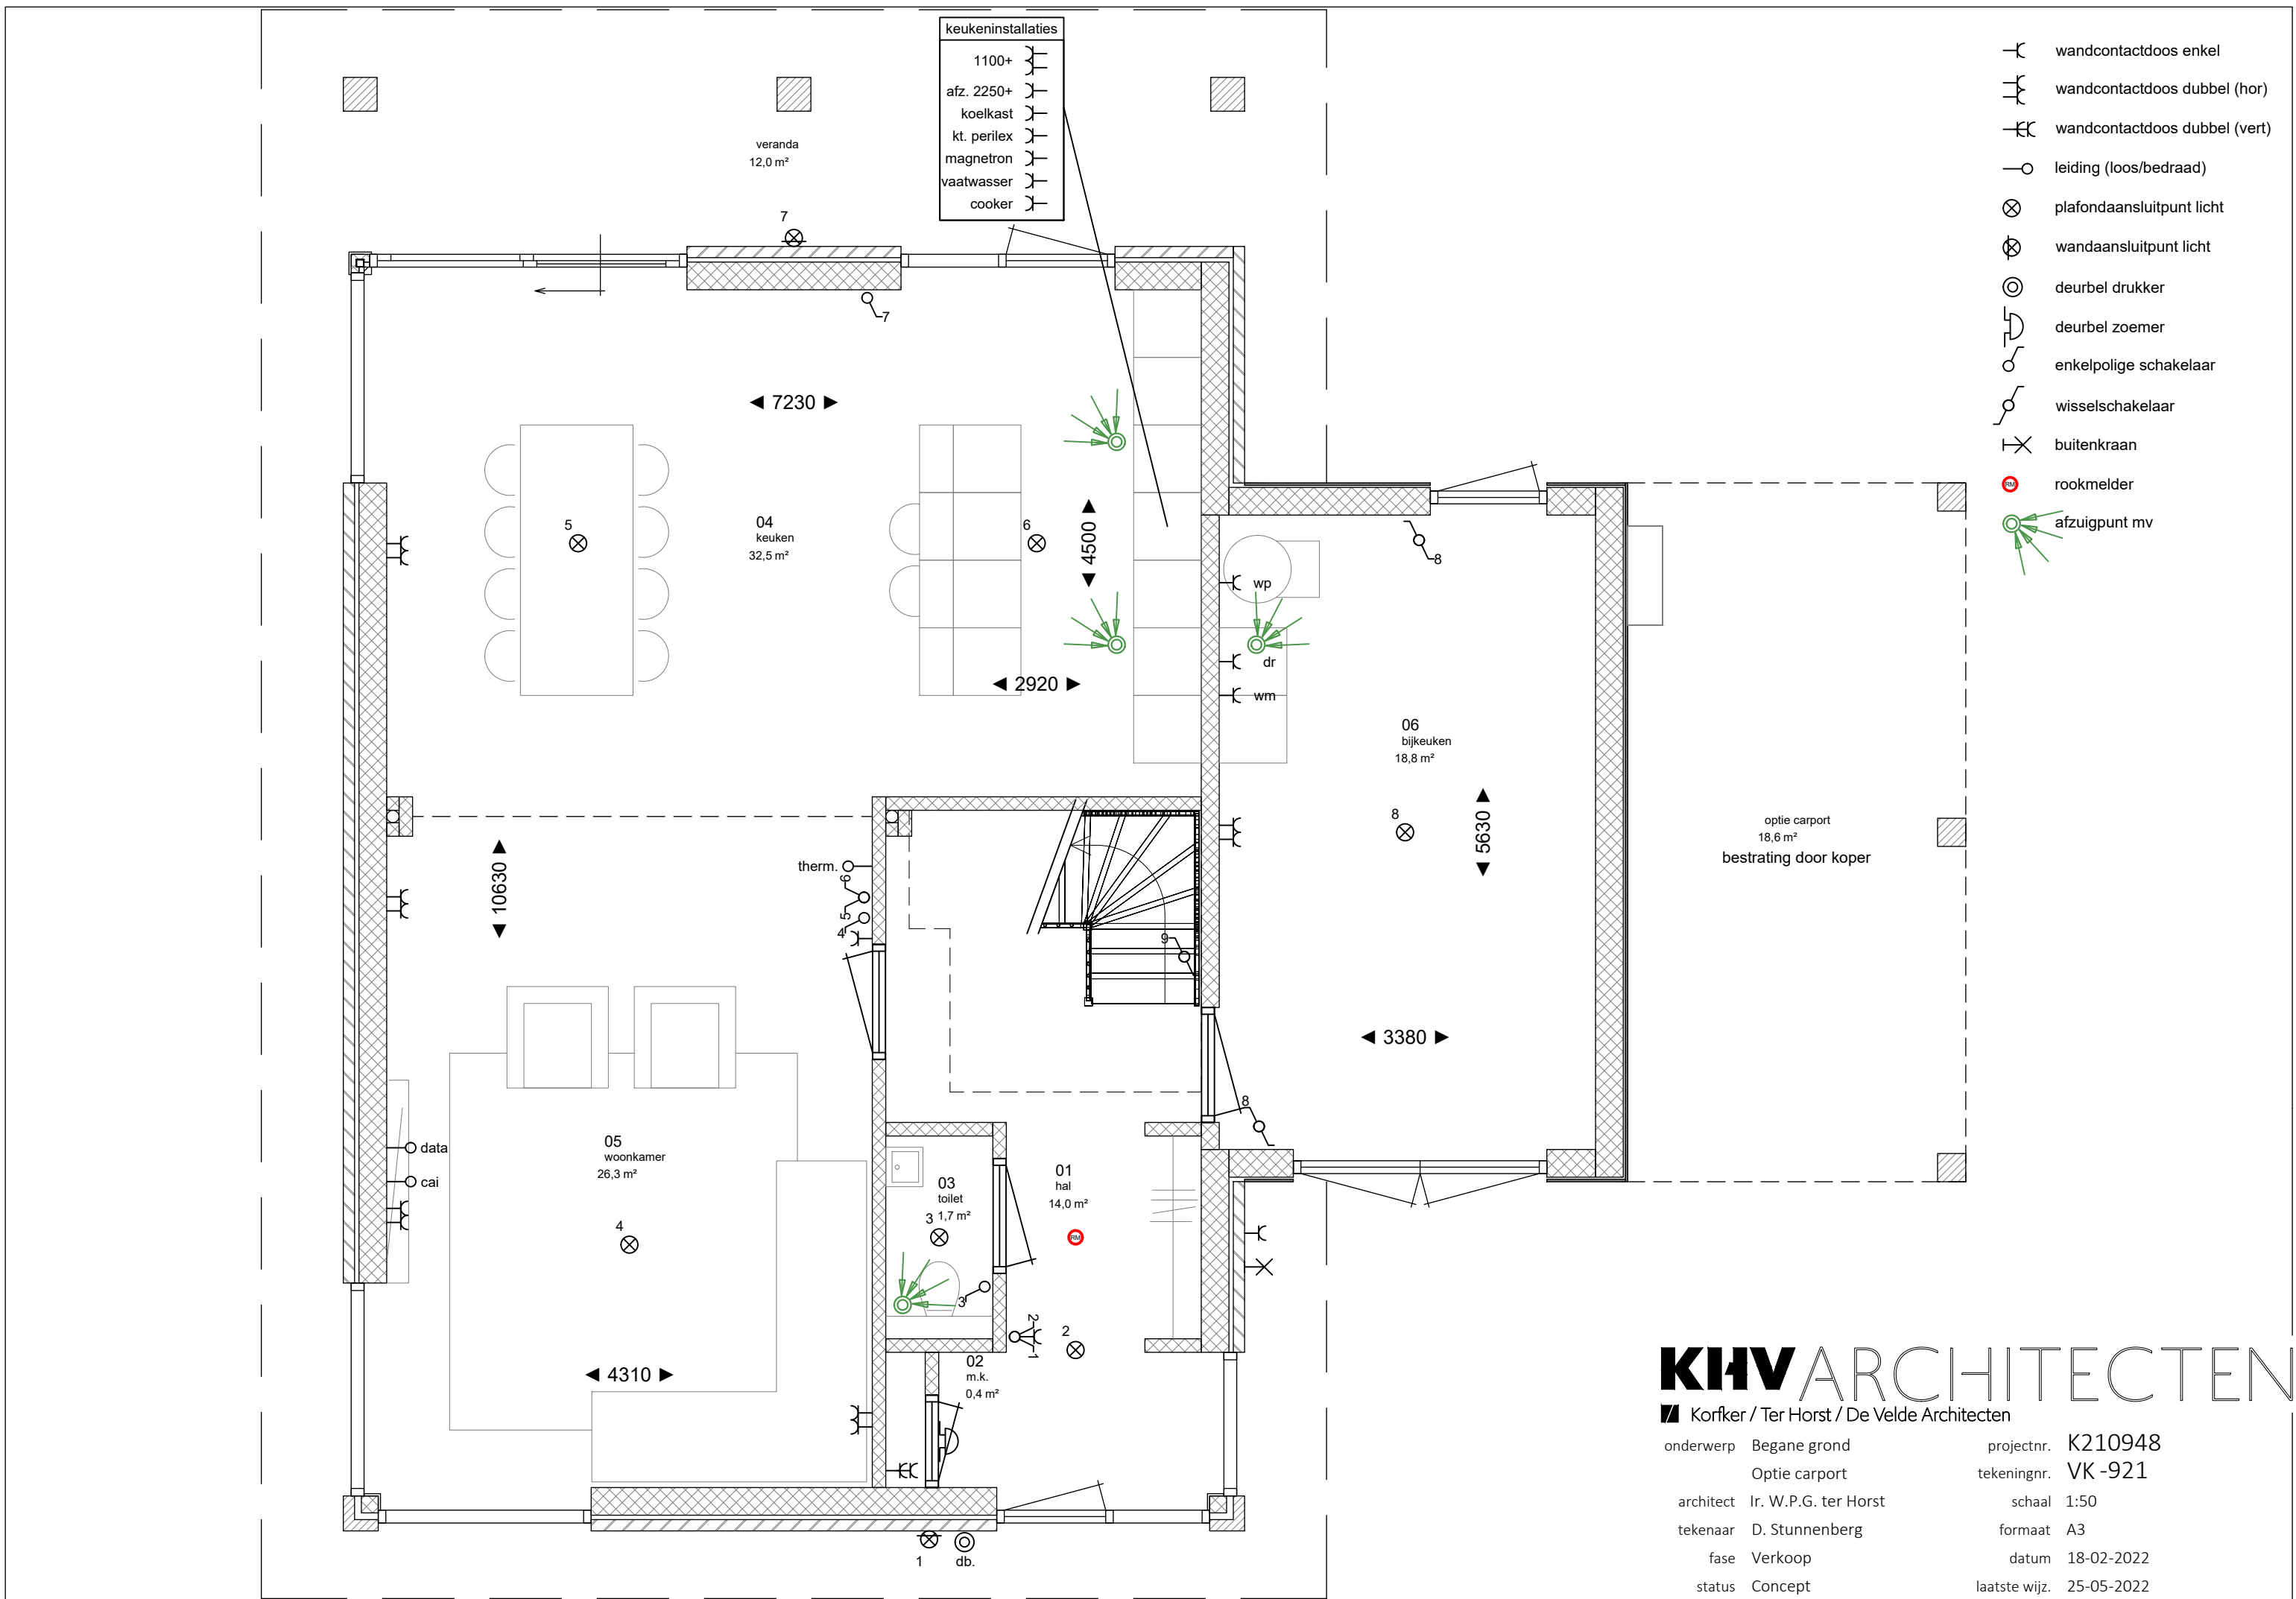 keukeninstallaties
1100+
afz. 2250+
koelkast
kt. perilex
magnetron
vaatwasser
cooker
wandcontactdoos enkel
wandcontactdoos dubbel (hor)
wandcontactdoos dubbel (vert)
leiding (loos/bedraad)
plafondaansluitpunt licht
wandaansluitpunt licht
deurbel drukker
deurbel zoemer
enkelpolige schakelaar
wisselschakelaar
buitenkraan
RM rookmelder
afzuigpunt mv
veranda
12,0 m²
7
7
7230
5
04
keuken
32,5 m²
6
4500
2920
8
wp
dr
wm
06
bijkeuken
18,8 m²
8
5630
optie carport
18,6 m²
bestrating door koper
10630
therm.
6
5
4
9
3380
8
data
cai
05
woonkamer
26,3 m²
4
03
toilet
1,7 m²
3
3
01
hal
14,0 m²
RM
2
1
2
02
m.k.
0,4 m²
4310
1
db.
KHV ARCHITECTEN
Korfker / Ter Horst / De Velde Architecten
onderwerp Begane grond projectnr. K210948
Optie carport tekeningnr. VK -921
architect Ir. W.P.G. ter Horst schaal 1:50
tekenaar D. Stunnenberg formaat A3
fase Verkoop datum 18-02-2022
status Concept laatste wijz. 25-05-2022